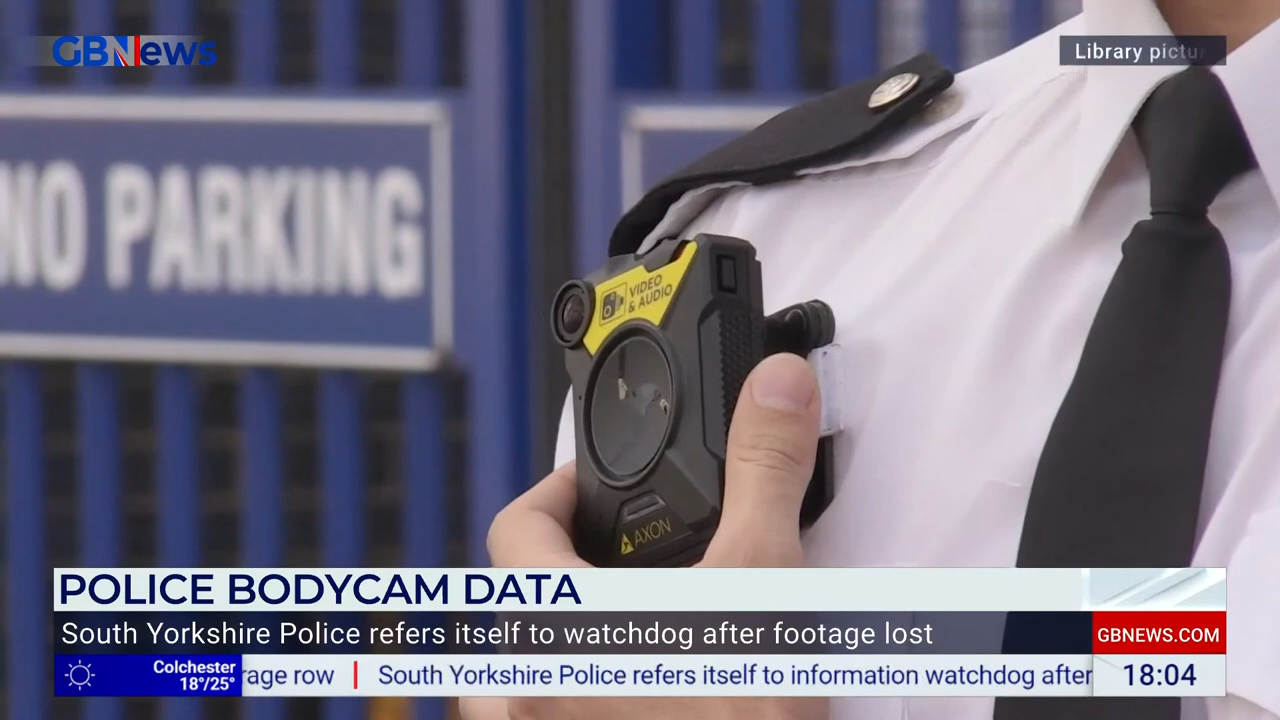 GBNews
Library pictu
NO PARKING
VIDEO
& AUDIO
AXON
POLICE BODYCAM DATA
South Yorkshire Police refers itself to watchdog after footage lost
GBNEWS.COM
Colchester
18°/25°
rage row | South Yorkshire Police refers itself to information watchdog after
18:04